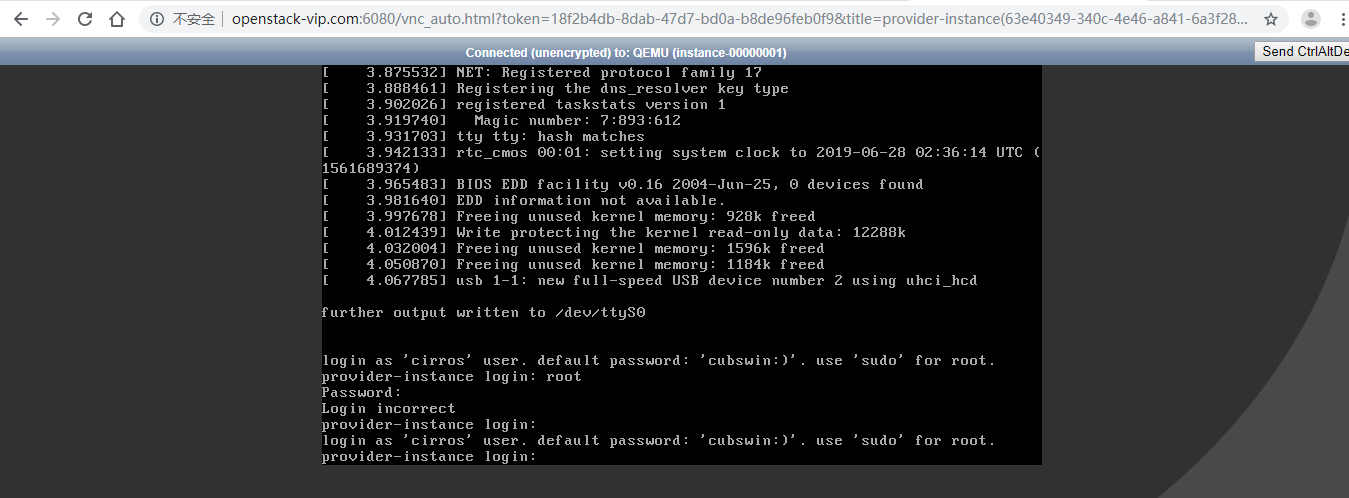 不安全 openstack-vip.com:6080/vnc_auto.html?token=18f2b4db-8dab-47d7-bd0a-b8de96feb0f9&title=provider-instance(63e40349-340c-4e46-a841-6a3f28...
Connected (unencrypted) to: QEMU (instance-00000001)
Send CtrlAltDe
[    3.875532] NET: Registered protocol family 17
[    3.888461] Registering the dns_resolver key type
[    3.902026] registered taskstats version 1
[    3.919740]   Magic number: 7:893:612
[    3.931703] tty tty: hash matches
[    3.942133] rtc_cmos 00:01: setting system clock to 2019-06-28 02:36:14 UTC (
1561689374)
[    3.965483] BIOS EDD facility v0.16 2004-Jun-25, 0 devices found
[    3.981640] EDD information not available.
[    3.997678] Freeing unused kernel memory: 928k freed
[    4.012439] Write protecting the kernel read-only data: 12288k
[    4.032004] Freeing unused kernel memory: 1596k freed
[    4.050870] Freeing unused kernel memory: 1184k freed
[    4.067785] usb 1-1: new full-speed USB device number 2 using uhci_hcd
further output written to /dev/ttyS0
login as 'cirros' user. default password: 'cubswin:)'. use 'sudo' for root.
provider-instance login: root
Password:
Login incorrect
provider-instance login:
login as 'cirros' user. default password: 'cubswin:)'. use 'sudo' for root.
provider-instance login: